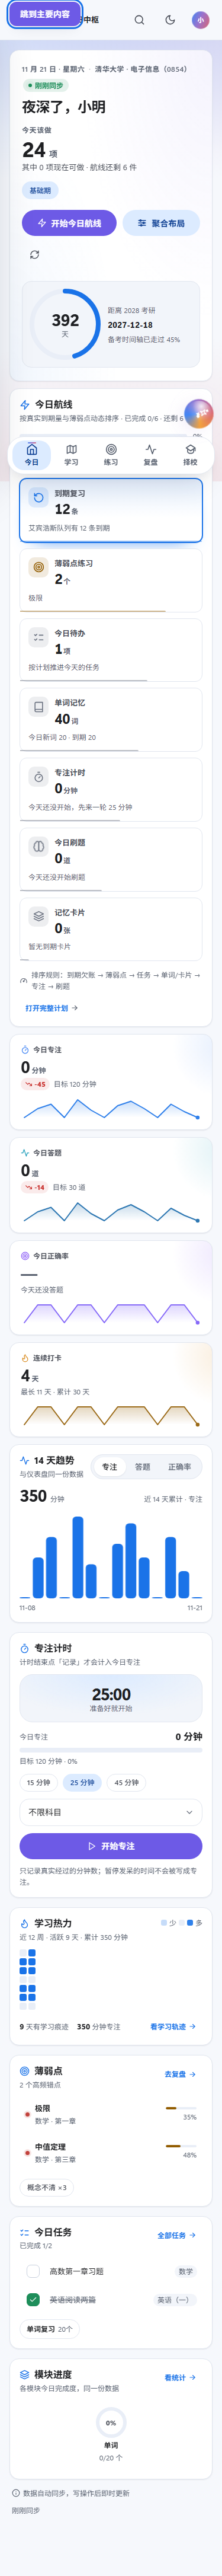 跳到主要内容
中枢
小
11 月 21 日 · 星期六 · 清华大学 · 电子信息（0854）
刚刚同步
夜深了，小明
今天该做
24 项
其中 0 项现在可做 · 航线还剩 6 件
基础期
开始今日航线
聚合布局
392
天
距离 2028 考研
2027-12-18
备考时间轴已走过 45%
今日航线
按真实到期量与薄弱点动态排序 · 已完成 0/6 · 还剩 6
今日
学习
练习
复盘
择校
到期复习
12 条
艾宾浩斯队列有 12 条到期
薄弱点练习
2 个
极限
今日待办
1 项
按计划推进今天的任务
单词记忆
40 词
今日新词 20 · 到期 20
专注计时
0 分钟
今天还没开始，先来一轮 25 分钟
今日刷题
0 道
今天还没开始刷题
记忆卡片
0 张
暂无到期卡片
排序规则：到期欠账 → 薄弱点 → 任务 → 单词/卡片 →
专注 → 刷题
打开完整计划 →
今日专注
0 分钟
-45 目标 120 分钟
今日答题
0 道
-14 目标 30 道
今日正确率
—
今天还没答题
连续打卡
4 天
最长 11 天 · 累计 30 天
14 天趋势
与仪表盘同一份数据
专注
答题
正确率
350 分钟
近 14 天累计 · 专注
11-08
11-21
专注计时
计时结束点「记录」才会计入今日专注
25:00
准备好就开始
今日专注
0 分钟
目标 120 分钟 · 0%
15 分钟
25 分钟
45 分钟
不限科目
开始专注
只记录真实经过的分钟数；暂停发呆的时间不会被写成专
注。
学习热力
少
多
近 12 周 · 活跃 9 天 · 累计 350 分钟
9 天有学习痕迹 · 350 分钟专注
看学习轨迹 →
薄弱点
去复盘 →
2 个高频错点
极限
数学 · 第一章
35%
中值定理
数学 · 第三章
48%
概念不清 ×3
今日任务
全部任务 →
已完成 1/2
高数第一章习题
数学
英语阅读两篇
英语（一）
单词复习 20个
模块进度
看统计 →
各模块今日完成度，同一份数据
0%
单词
0/20 个
数据自动同步，写操作后即时更新
刚刚同步